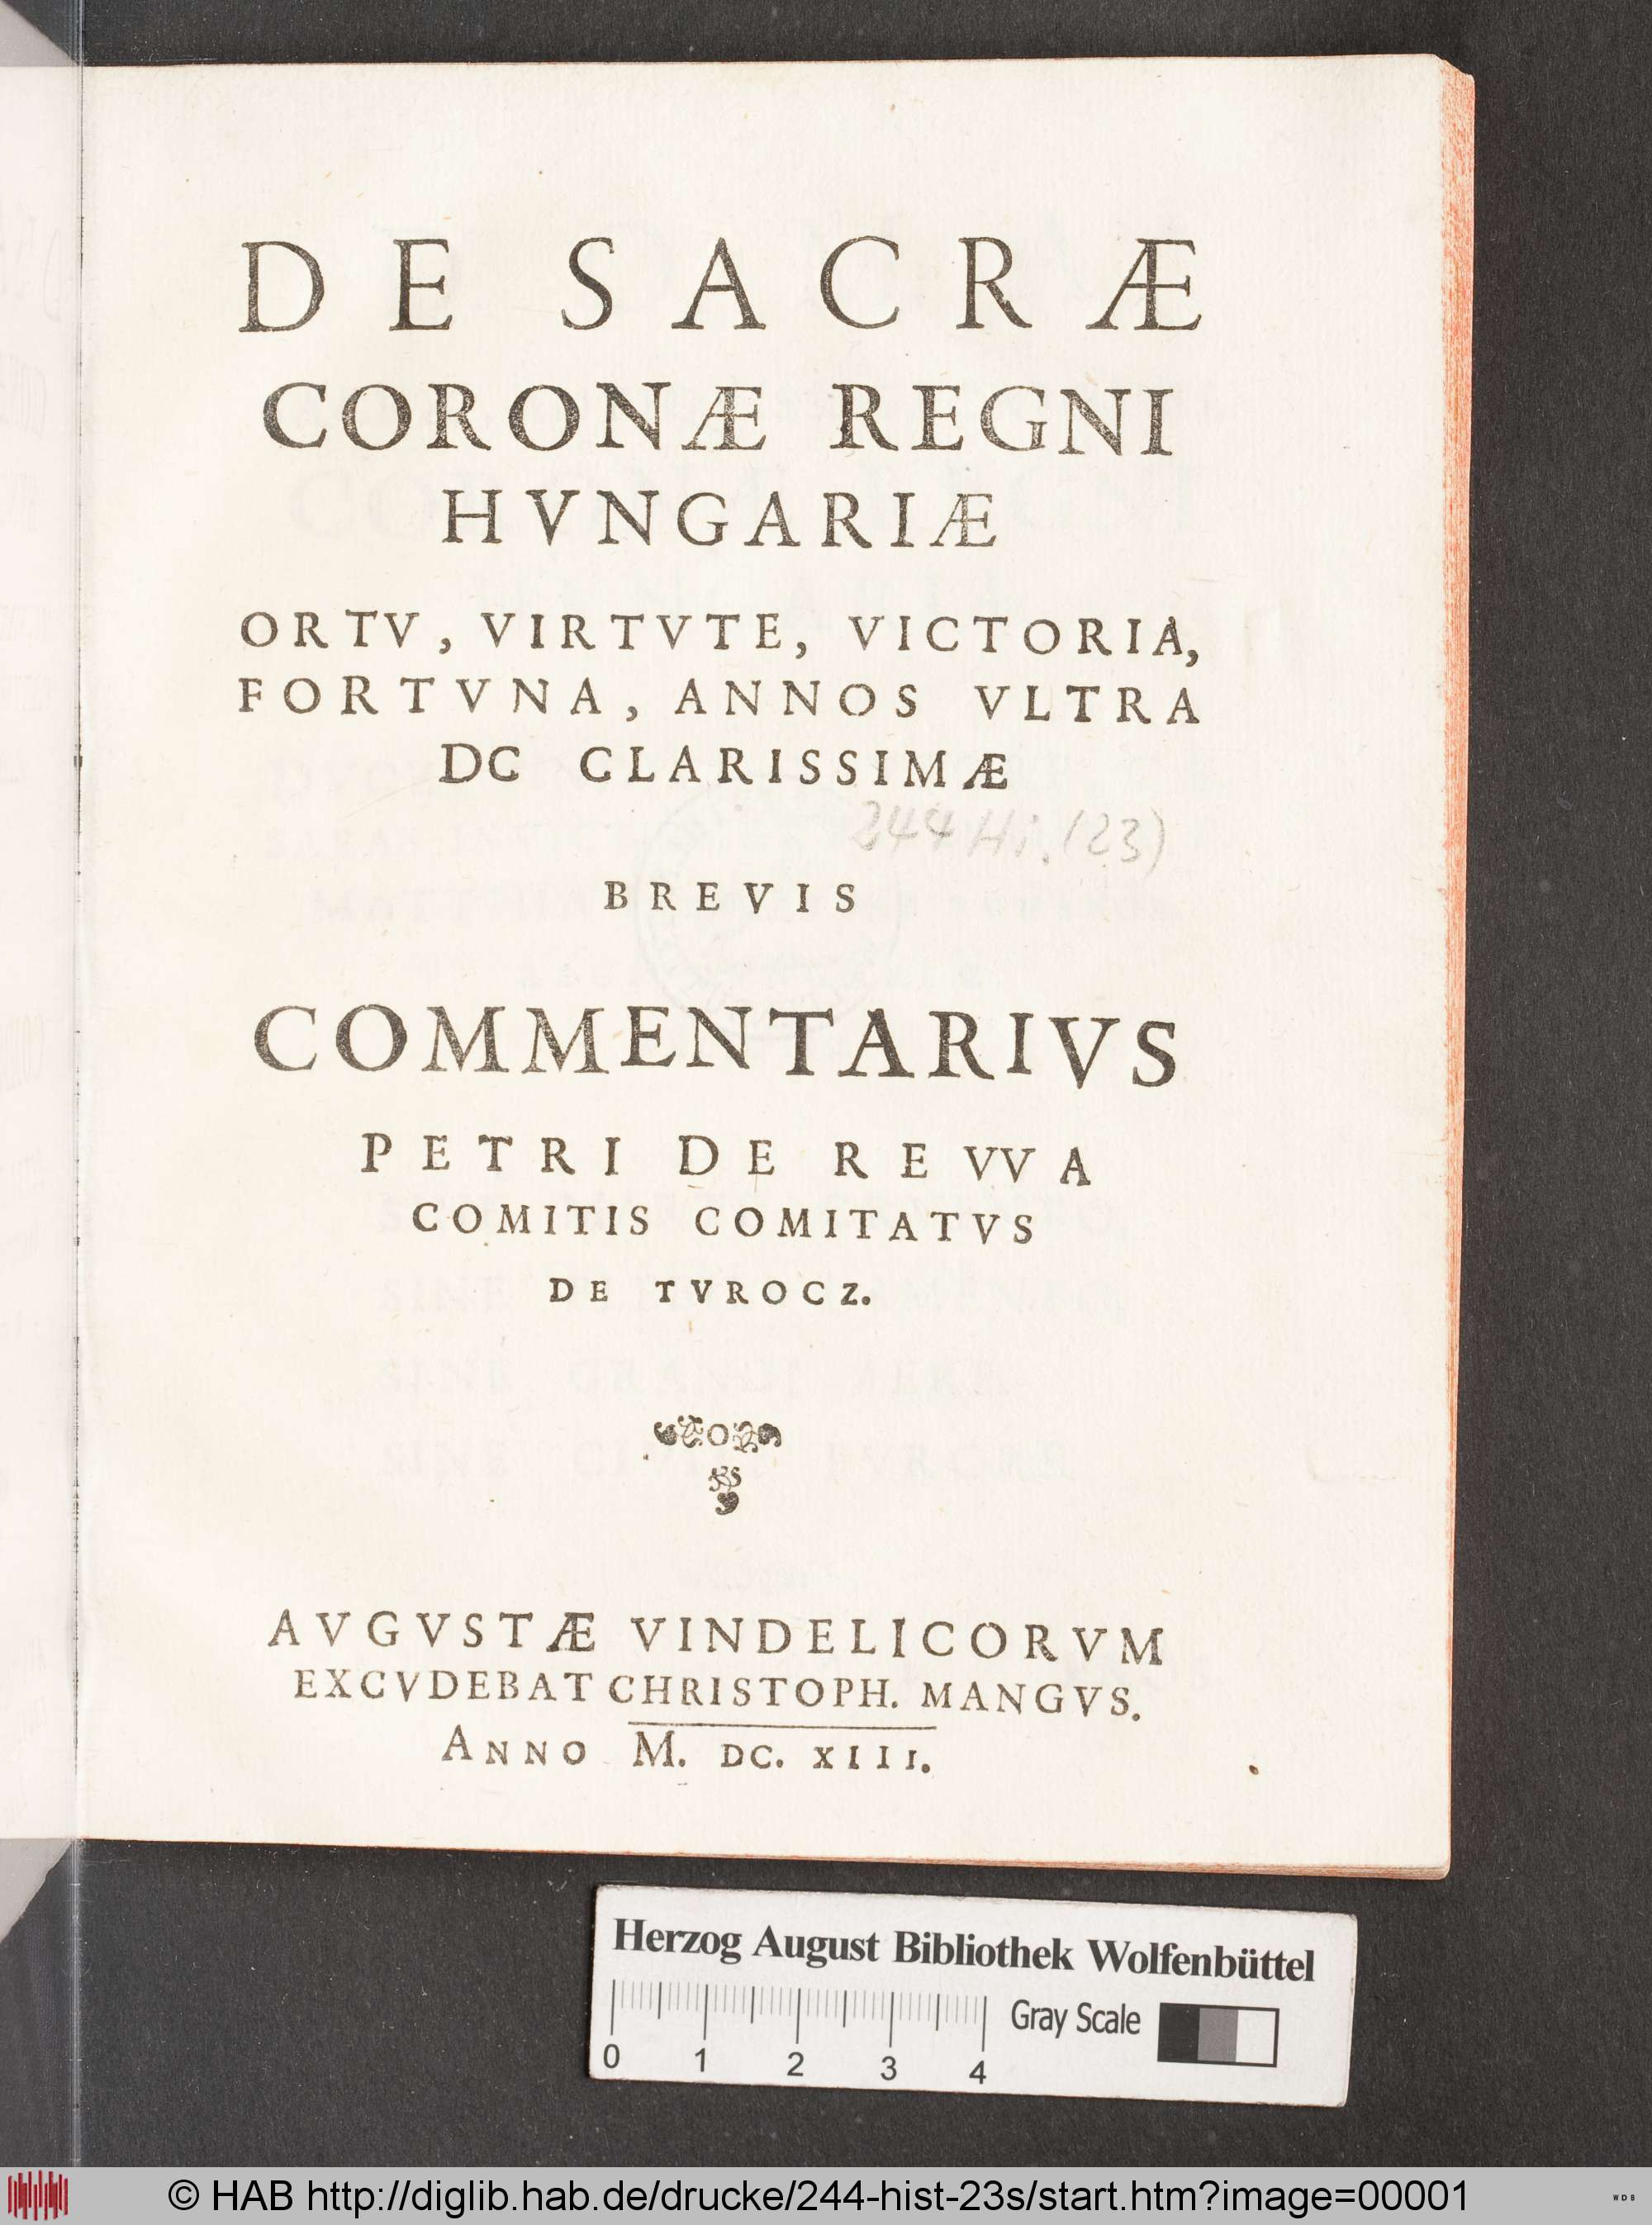 DE SACRÆ
CORONÆ REGNI
HVNGARIÆ
ORTV, VIRTVTE, VICTORIA,
FORTVNA, ANNOS VLTRA
DC CLARISSIMÆ
244 Hi. (23)
BREVIS
COMMENTARIVS
PETRI DE REVVA
COMITIS COMITATVS
DE TVROCZ.
AVGVSTÆ VINDELICORVM
EXCVDEBAT CHRISTOPH. MANGVS.
ANNO M. DC. XIII.
Herzog August Bibliothek Wolfenbüttel
Gray Scale
0 1 2 3 4
© HAB http://diglib.hab.de/drucke/244-hist-23s/start.htm?image=00001
WDB